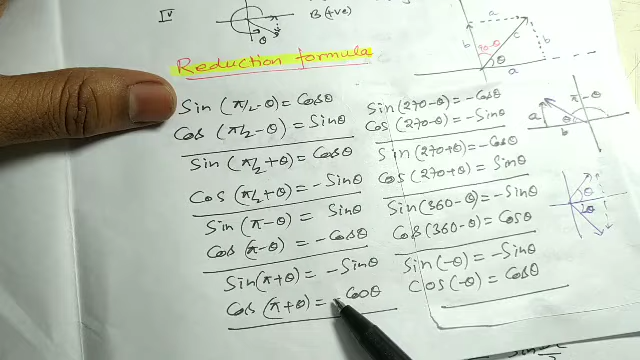 IV
B (+ve)
θ
Reduction formula
Sin (π/2 - θ) = Cosθ
Cos (π/2 - θ) = Sinθ
Sin (π/2 + θ) = Cosθ
Cos (π/2 + θ) = - Sinθ
Sin (π - θ) = Sinθ
Cos (π - θ) = - Cosθ
Sin (π + θ) = - Sinθ
Cos (π + θ) = Cosθ
Sin (270 - θ) = - Cosθ
Cos (270 - θ) = - Sinθ
Sin (270 + θ) = - Cosθ
Cos (270 + θ) = Sinθ
Sin (360 - θ) = - Sinθ
Cos (360 - θ) = Cosθ
Sin (-θ) = - Sinθ
Cos (-θ) = Cosθ
a
b
c
b
90-θ
θ
a
π-θ
a
θ
b
θ